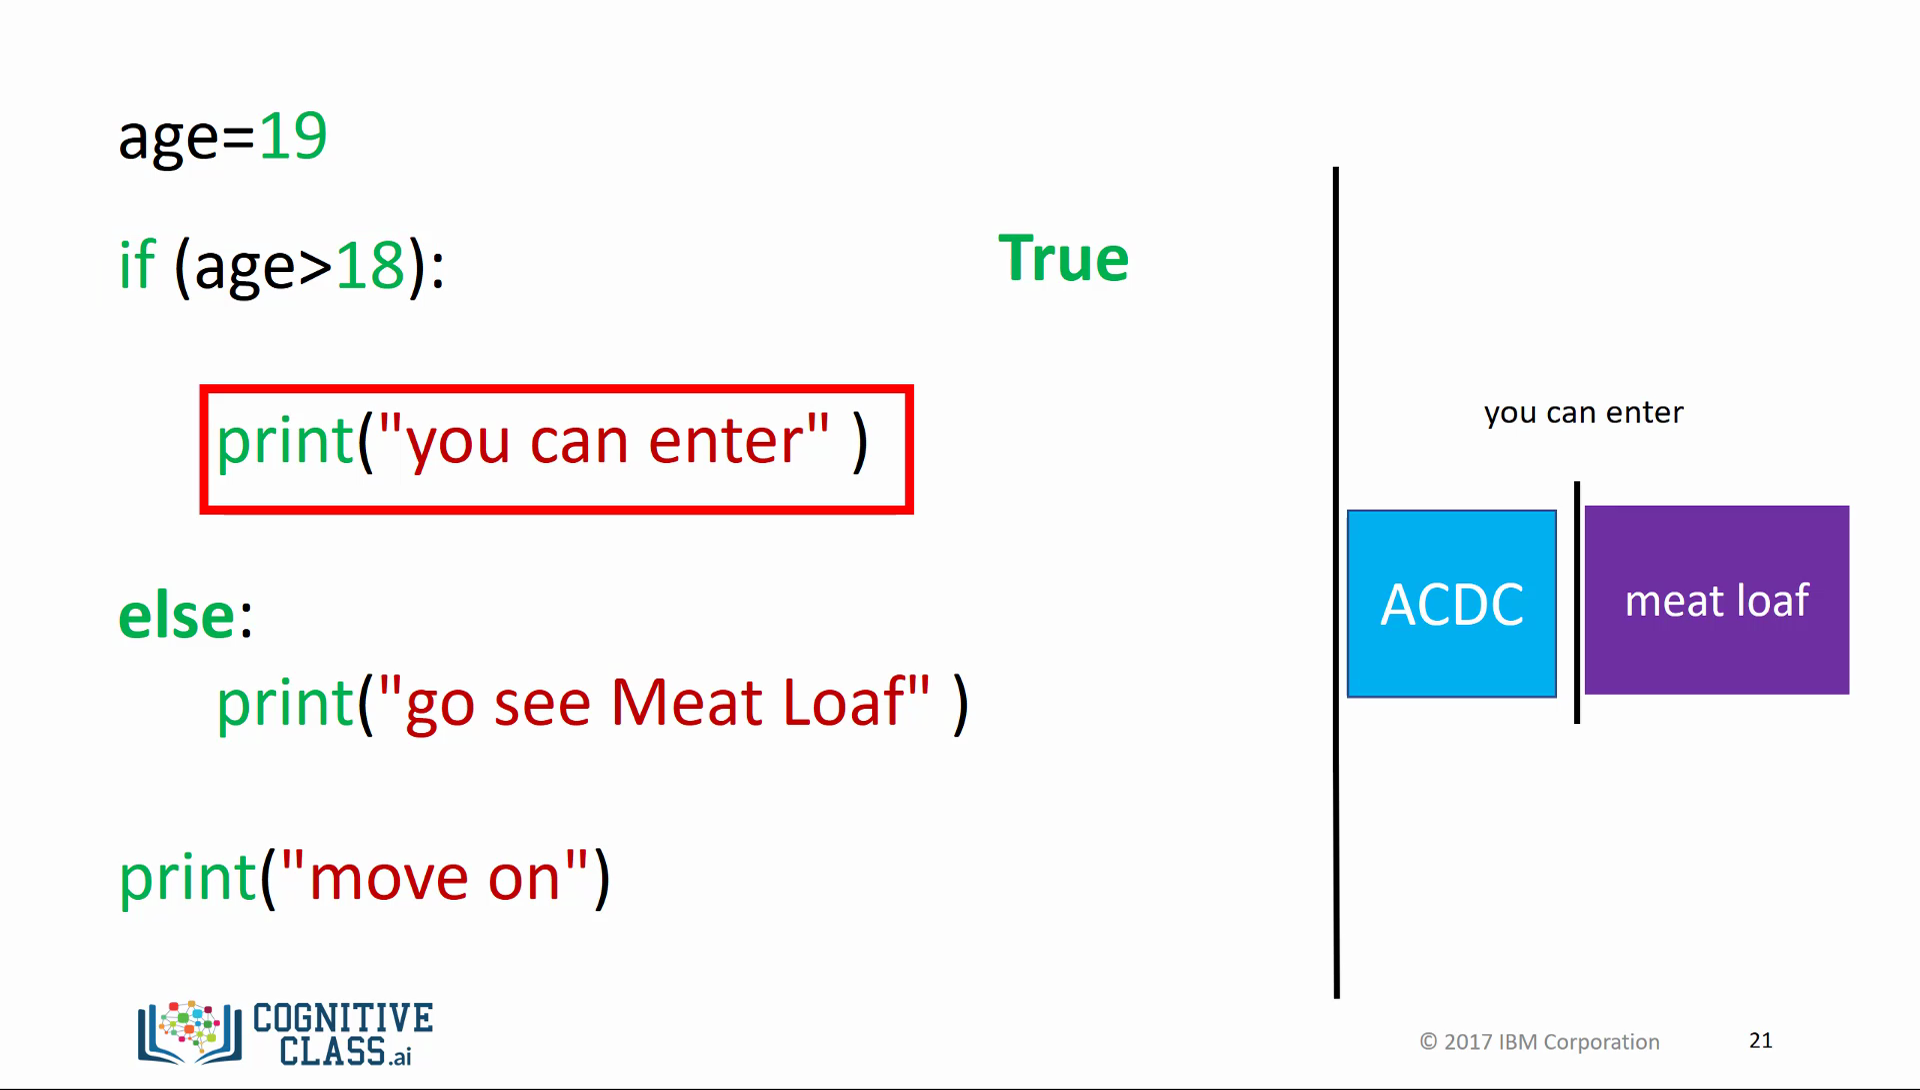 age=19
if (age>18):
True
print("you can enter" )
you can enter
ACDC
meat loaf
else:
print("go see Meat Loaf" )
print("move on")
COGNITIVE
CLASS.ai
© 2017 IBM Corporation
21